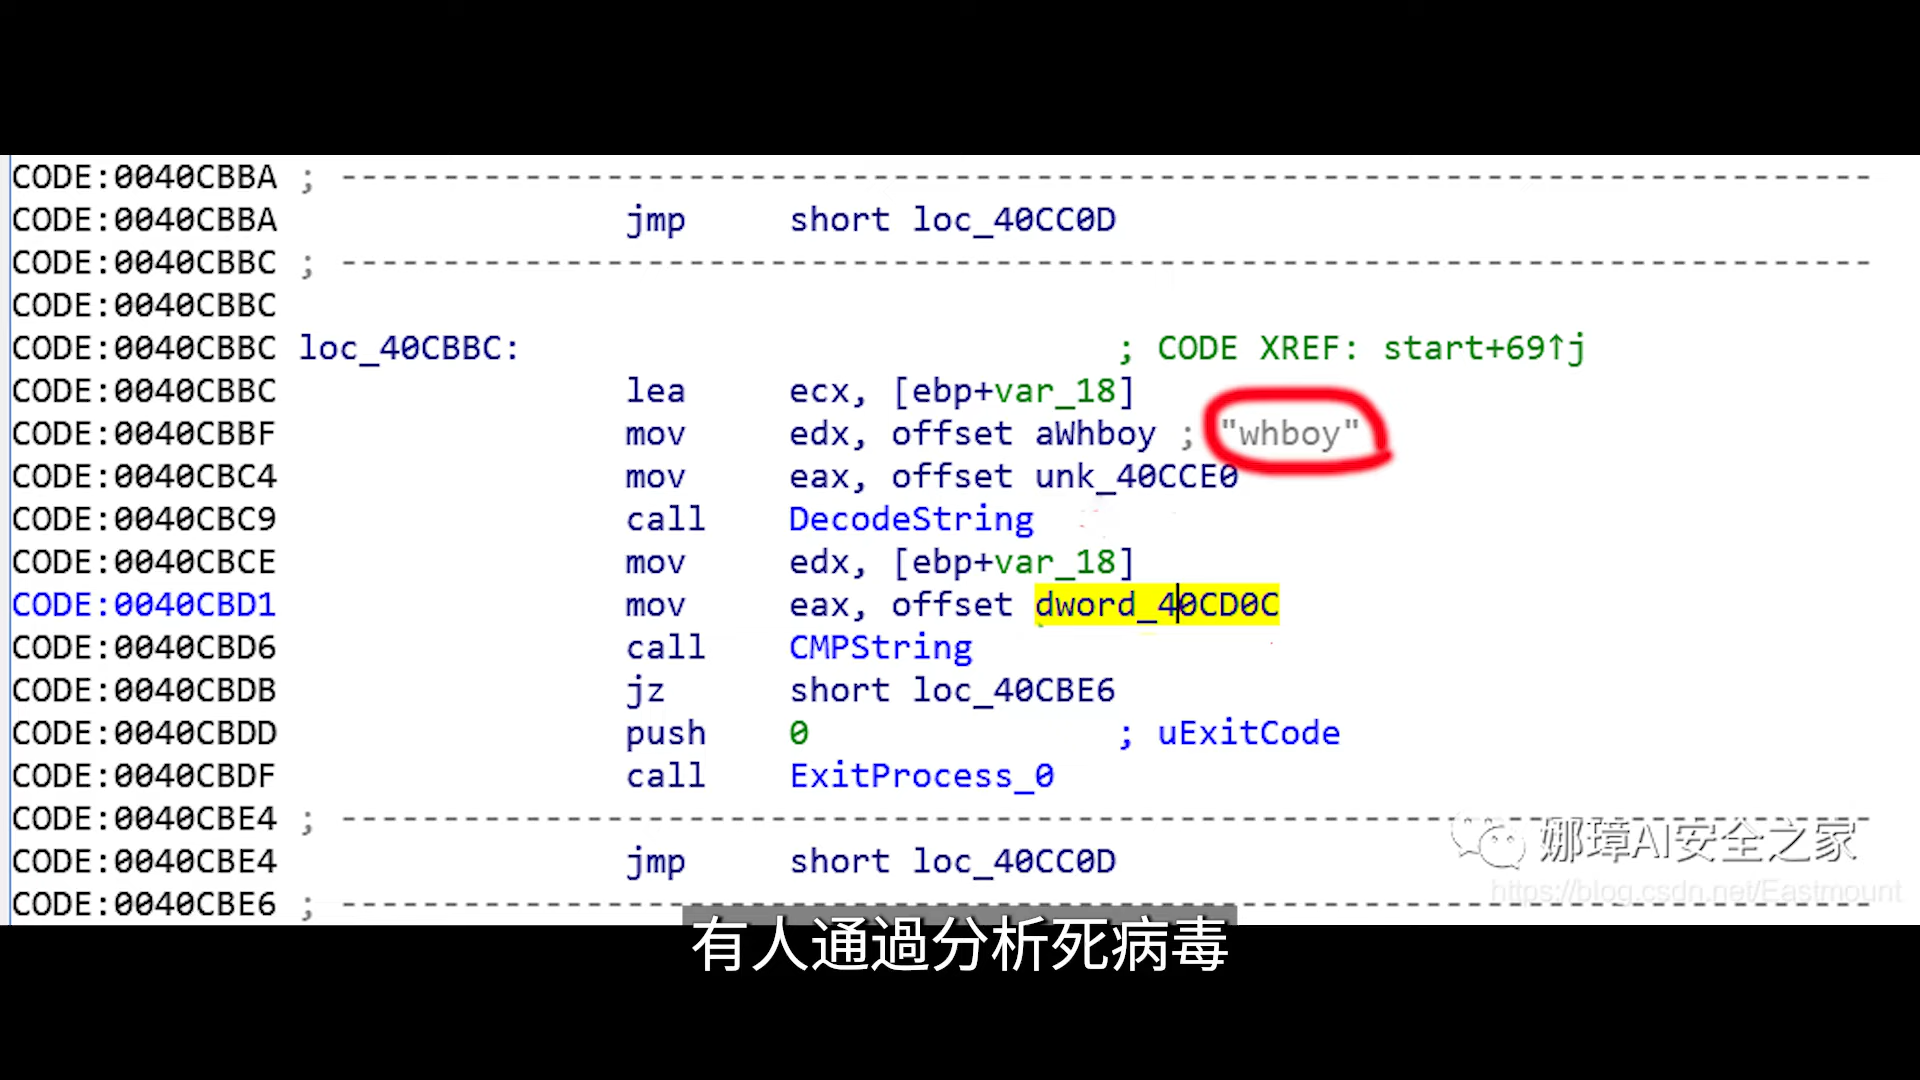 CODE:0040CBBA ; ---------------------------------------------------------------------------
CODE:0040CBBA jmp short loc_40CC0D
CODE:0040CBBC ; ---------------------------------------------------------------------------
CODE:0040CBBC
CODE:0040CBBC loc_40CBBC: ; CODE XREF: start+69↑j
CODE:0040CBBC lea ecx, [ebp+var_18]
CODE:0040CBBF mov edx, offset aWhboy ; "whboy"
CODE:0040CBC4 mov eax, offset unk_40CCE0
CODE:0040CBC9 call DecodeString
CODE:0040CBCE mov edx, [ebp+var_18]
CODE:0040CBD1 mov eax, offset dword_40CD0C
CODE:0040CBD6 call CMPString
CODE:0040CBDB jz short loc_40CBE6
CODE:0040CBDD push 0 ; uExitCode
CODE:0040CBDF call ExitProcess_0
CODE:0040CBE4 ; ---------------------------------------------------------------------------
CODE:0040CBE4 jmp short loc_40CC0D
CODE:0040CBE6 ; ---------------------------------------------------------------------------
娜璋AI安全之家
https://blog.csdn.net/Eastmount
有人通過分析死病毒